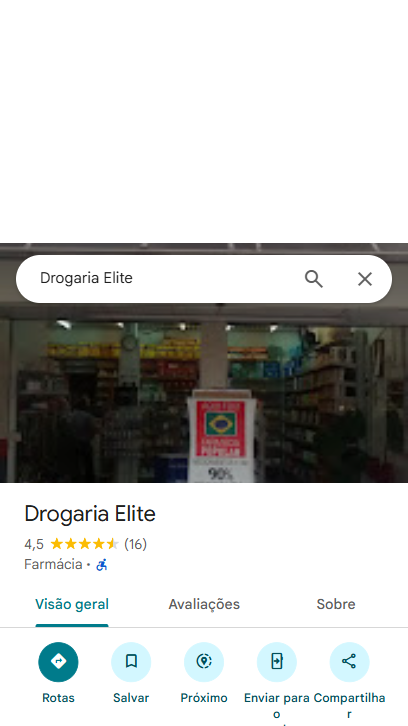 Drogaria Elite
AQUI TEM
FARMÁCIA
POPULAR
90%
Drogaria Elite
4,5 (16)
Farmácia •
Visão geral Avaliações Sobre
Rotas Salvar Próximo Enviar para Compartilha
o r